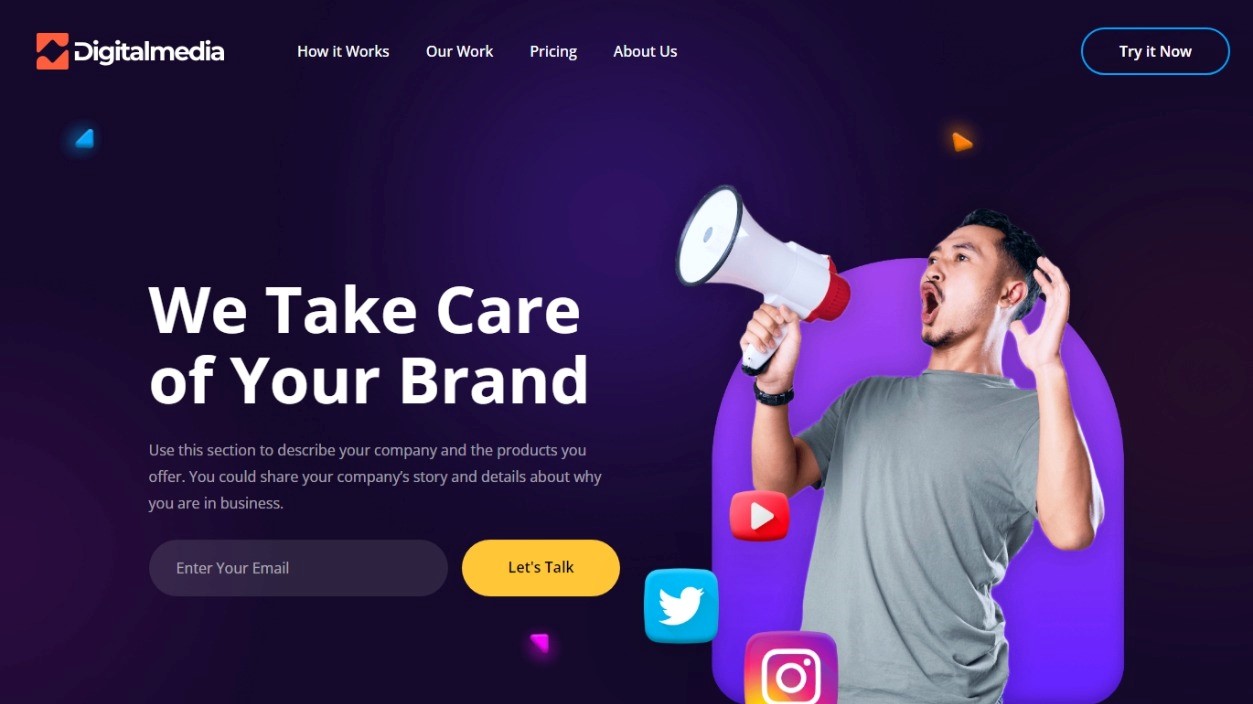 Digitalmedia
How it Works
Our Work
Pricing
About Us
Try it Now
We Take Care
of Your Brand
Use this section to describe your company and the products you
offer. You could share your company’s story and details about why
you are in business.
Enter Your Email
Let's Talk